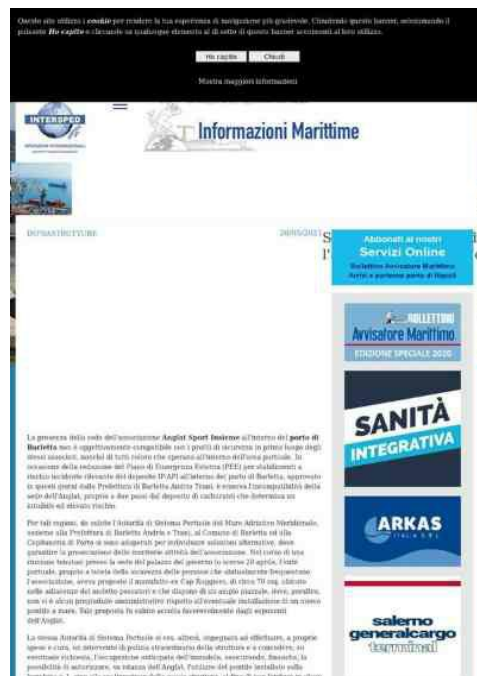 Questo sito utilizza i cookie per rendere la tua esperienza di navigazione più gradevole. Chiudendo questo banner, selezionando il
pulsante Ho capito o cliccando su qualunque elemento al di sotto di questo banner acconsenti al loro utilizzo.
Ho capito Chiudi
Mostra maggiori informazioni
INTERSPED
Informazioni Marittime
INFRASTRUTTURE 26/05/2021
Abbonati ai nostri
Servizi Online
Bollettino Avvisatore Marittimo
Arrivi e partenze porto di Napoli
BOLLETTINO
Avvisatore Marittimo
EDIZIONE SPECIALE 2020
SANITÀ
INTEGRATIVA
ARKAS
salerno
generalcargo
terminal
La presenza della sede dell'associazione Anglat Sport Insieme all'interno del porto di
Barletta non è oggettivamente compatibile con i profili di sicurezza in primo luogo degli
stessi associati, nonché di tutti coloro che operano all'interno dell'area portuale. In
occasione della redazione del Piano di Emergenza Esterna (PEE) per stabilimenti a
rischio incidente rilevante del deposito IP/API all'interno del porto di Barletta, approvato
in questi giorni dalla Prefettura di Barletta Andria Trani, è emersa l'incompatibilità della
sede dell'Anglat, proprio a due passi dal deposito di carburanti che determina un
intuibile ed elevato rischio.
Per tali ragioni, da subito l'Autorità di Sistema Portuale del Mare Adriatico Meridionale,
assieme alla Prefettura di Barletta Andria e Trani, al Comune di Barletta ed alla
Capitaneria di Porto si sono adoperati per individuare soluzioni alternative, dove
garantire la prosecuzione delle meritorie attività dell'associazione. Nel corso di una
riunione tenutasi presso la sede del palazzo del governo lo scorso 20 aprile, l'ente
portuale, proprio a tutela della sicurezza delle persone che abitualmente frequentano
l'associazione, aveva proposto il manufatto ex Cap Ruggero, di circa 70 mq, ubicato
nelle adiacenze del moletto pescatori e che dispone di un ampio piazzale, dove, peraltro,
non vi è alcun pregiudizio amministrativo rispetto all'eventuale installazione di un nuovo
pontile a mare. Tale proposta fu subito accolta favorevolmente dagli esponenti
dell'Anglat.
La stessa Autorità di Sistema Portuale si era, altresì, impegnata ad effettuare, a proprie
spese e cura, un intervento di pulizia straordinaria della struttura e a concedere, su
eventuale richiesta, l'occupazione anticipata dell'immobile, assicurando, finanche, la
possibilità di autorizzare, su istanza dell'Anglat, l'utilizzo del pontile installato sulla